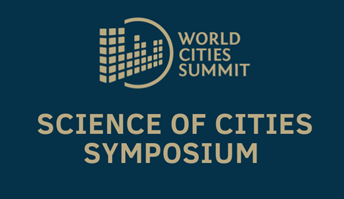 WORLD
CITIES
SUMMIT
SCIENCE OF CITIES
SYMPOSIUM